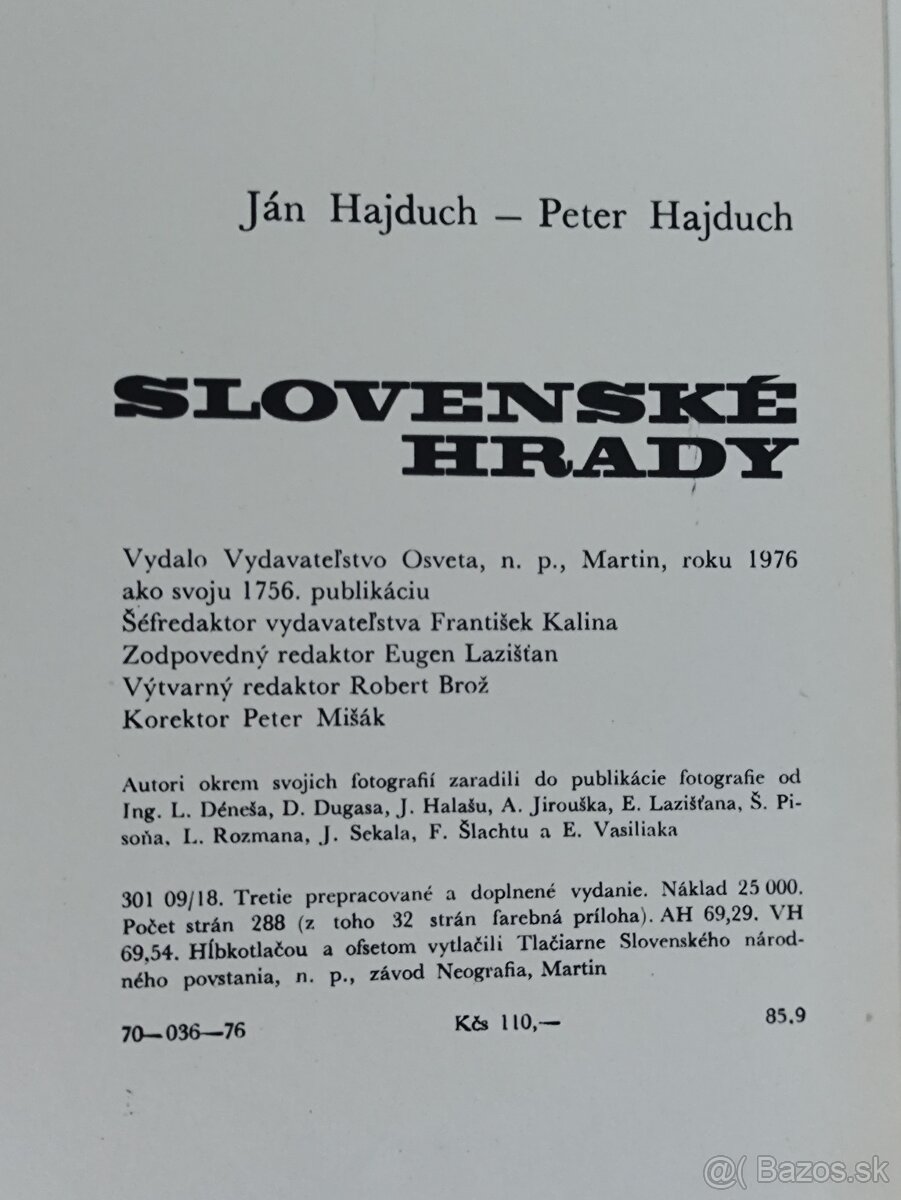 Ján Hajduch — Peter Hajduch
SLOVENSKÉ
HRADY
Vydalo Vydavateľstvo Osveta, n. p., Martin, roku 1976
ako svoju 1756. publikáciu
Šéfredaktor vydavateľstva František Kalina
Zodpovedný redaktor Eugen Lazišťan
Výtvarný redaktor Robert Brož
Korektor Peter Mišák
Autori okrem svojich fotografií zaradili do publikácie fotografie od
Ing. L. Déneša, D. Dugasa, J. Halašu, A. Jirouška, E. Lazišťana, Š. Pi-
soňa, L. Rozmana, J. Sekala, F. Šlachtu a E. Vasiliaka
301 09/18. Tretie prepracované a doplnené vydanie. Náklad 25 000.
Počet strán 288 (z toho 32 strán farebná príloha). AH 69,29. VH
69,54. Hĺbkotlačou a ofsetom vytlačili Tlačiarne Slovenského národ-
ného povstania, n. p., závod Neografia, Martin
70—036—76 Kčs 110,— 85.9
@( Bazos.sk